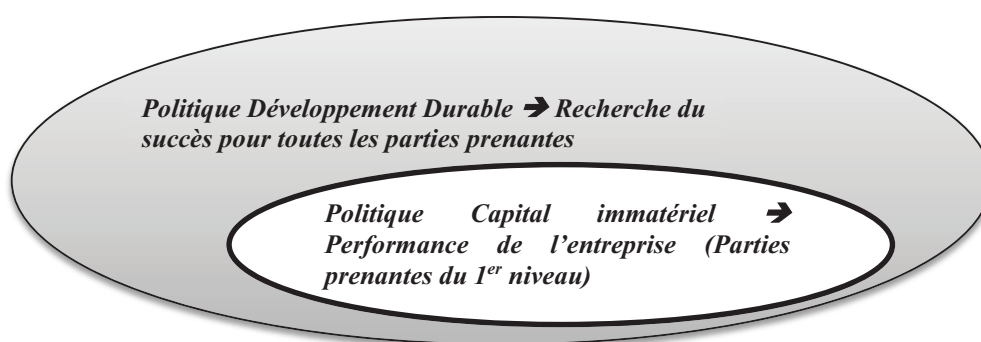 Politique Développement Durable ➔ Recherche du
succès pour toutes les parties prenantes
Politique Capital immatériel ➔
Performance de l’entreprise (Parties
prenantes du 1er niveau)